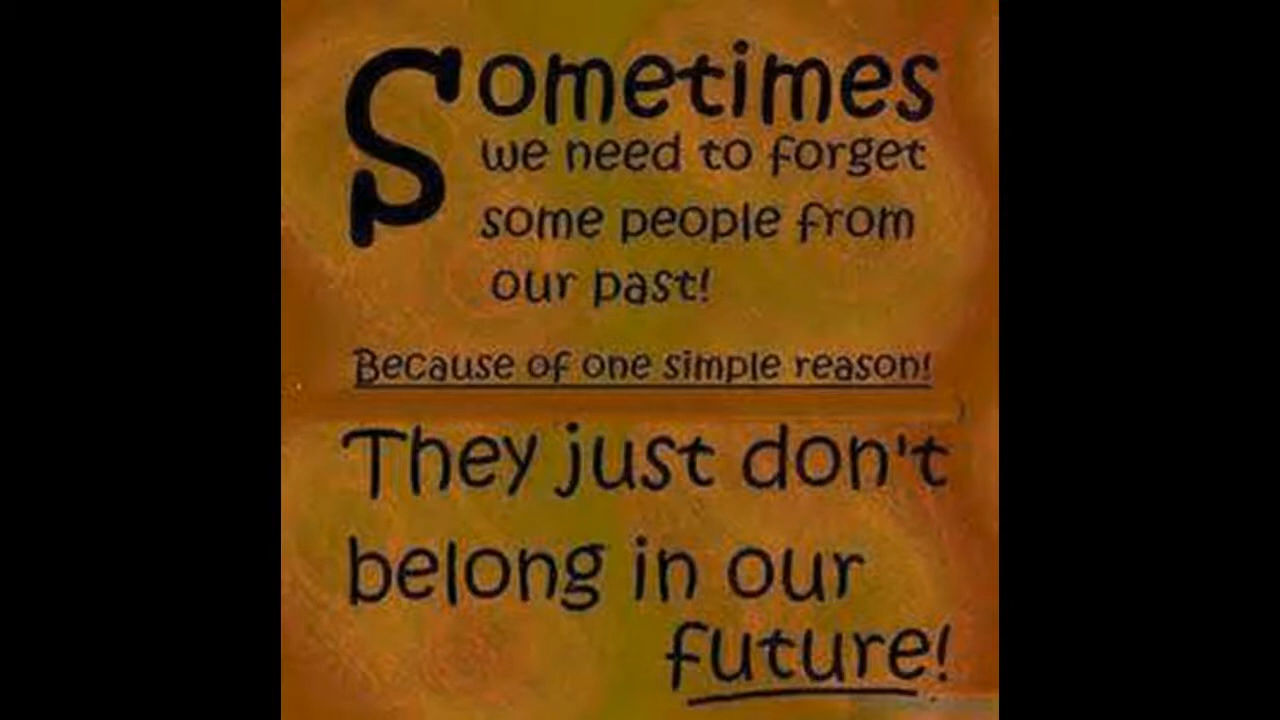 Sometimes
we need to forget
some people from
our past!
Because of one simple reason!
They just don't
belong in our
future!